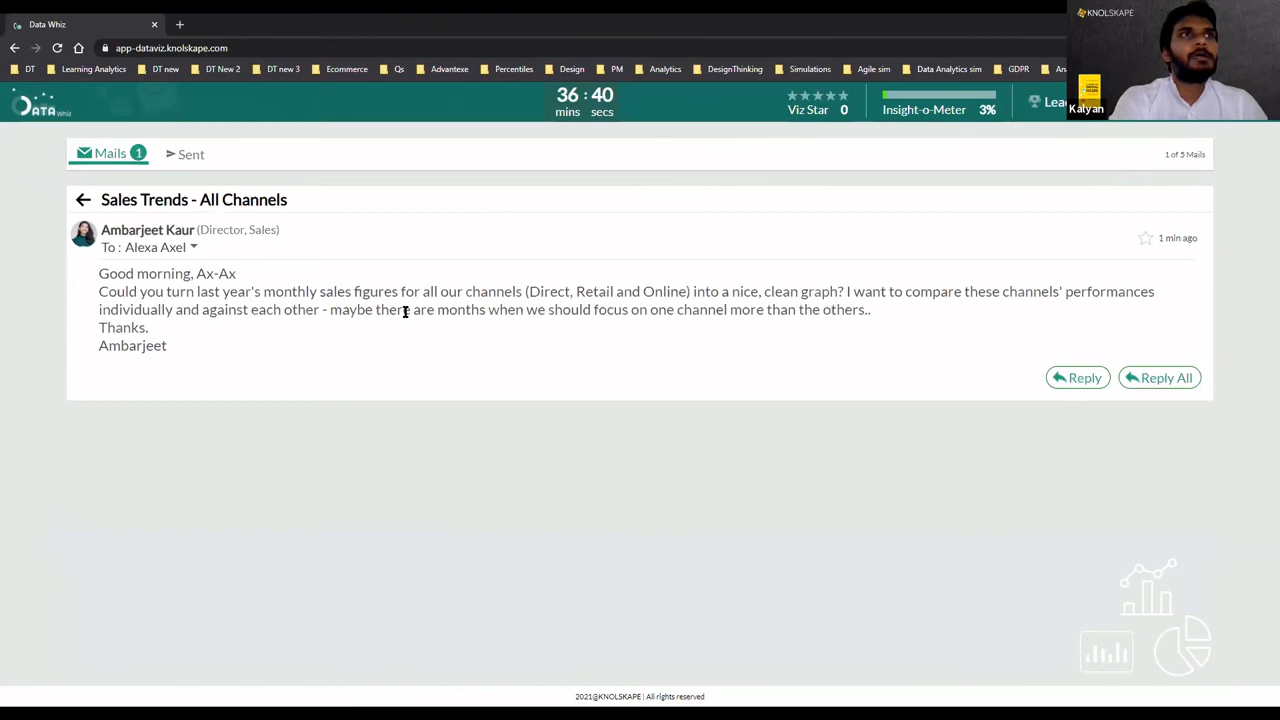 Data Whiz
app-dataviz.knolskape.com
DT
Learning Analytics
DT new
DT New 2
DT new 3
Ecommerce
Qs
Advantexe
Percentiles
Design
PM
Analytics
DesignThinking
Simulations
Agile sim
Data Analytics sim
GDPR
KNOLSKAPE
Kalyan
DATA Whiz
36 : 40
mins secs
Viz Star 0
Insight-o-Meter 3%
Mails 1
Sent
1 of 5 Mails
Sales Trends - All Channels
Ambarjeet Kaur (Director, Sales)
To : Alexa Axel
1 min ago
Good morning, Ax-Ax
Could you turn last year's monthly sales figures for all our channels (Direct, Retail and Online) into a nice, clean graph? I want to compare these channels' performances
individually and against each other - maybe there are months when we should focus on one channel more than the others..
Thanks.
Ambarjeet
Reply
Reply All
2021@KNOLSKAPE | All rights reserved